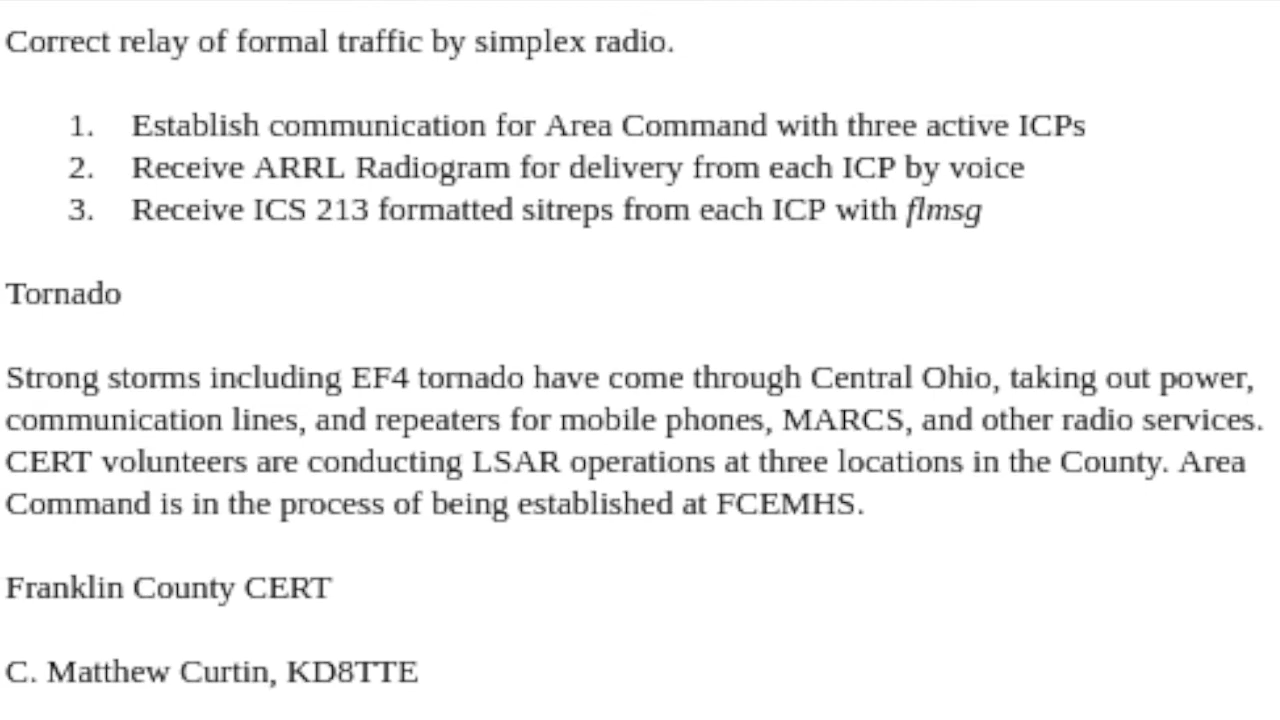 Correct relay of formal traffic by simplex radio.
1. Establish communication for Area Command with three active ICPs
2. Receive ARRL Radiogram for delivery from each ICP by voice
3. Receive ICS 213 formatted sitreps from each ICP with flmsg
Tornado
Strong storms including EF4 tornado have come through Central Ohio, taking out power,
communication lines, and repeaters for mobile phones, MARCS, and other radio services.
CERT volunteers are conducting LSAR operations at three locations in the County. Area
Command is in the process of being established at FCEMHS.
Franklin County CERT
C. Matthew Curtin, KD8TTE